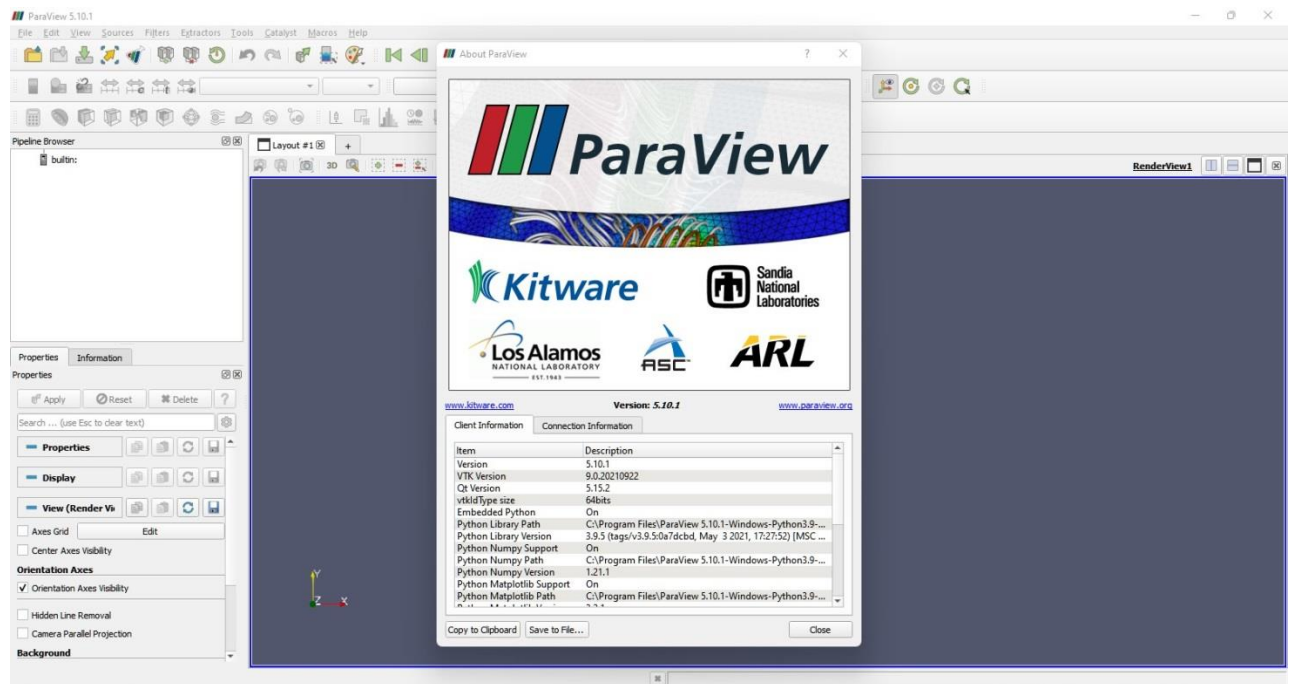 ParaView 5.10.1
File Edit View Sources Filters Extractors Tools Catalyst Macros Help
About ParaView
?
Pipeline Browser
Layout #1
+
builtin:
3D
RenderView1
ParaView
Kitware
Sandia
National
Laboratories
Los Alamos
NATIONAL LABORATORY
EST. 1943
ASC
ARL
Properties Information
Properties
Apply Reset Delete ?
Search ... (use Esc to clear text)
Properties
Display
View (Render Vi
Axes Grid Edit
Center Axes Visibility
Orientation Axes
Orientation Axes Visibility
Hidden Line Removal
Camera Parallel Projection
Background
Y
Z X
www.kitware.com Version: 5.10.1 www.paraview.org
Client Information Connection Information
Item Description
Version 5.10.1
VTK Version 9.0.20210922
Qt Version 5.15.2
vtkIdType size 64bits
Embedded Python On
Python Library Path C:\Program Files\ParaView 5.10.1-Windows-Python3.9-...
Python Library Version 3.9.5 (tags/v3.9.5:0a7dcbd, May 3 2021, 17:27:52) [MSC ...
Python Numpy Support On
Python Numpy Path C:\Program Files\ParaView 5.10.1-Windows-Python3.9-...
Python Numpy Version 1.21.1
Python Matplotlib Support On
Python Matplotlib Path C:\Program Files\ParaView 5.10.1-Windows-Python3.9-...
Copy to Clipboard Save to File... Close